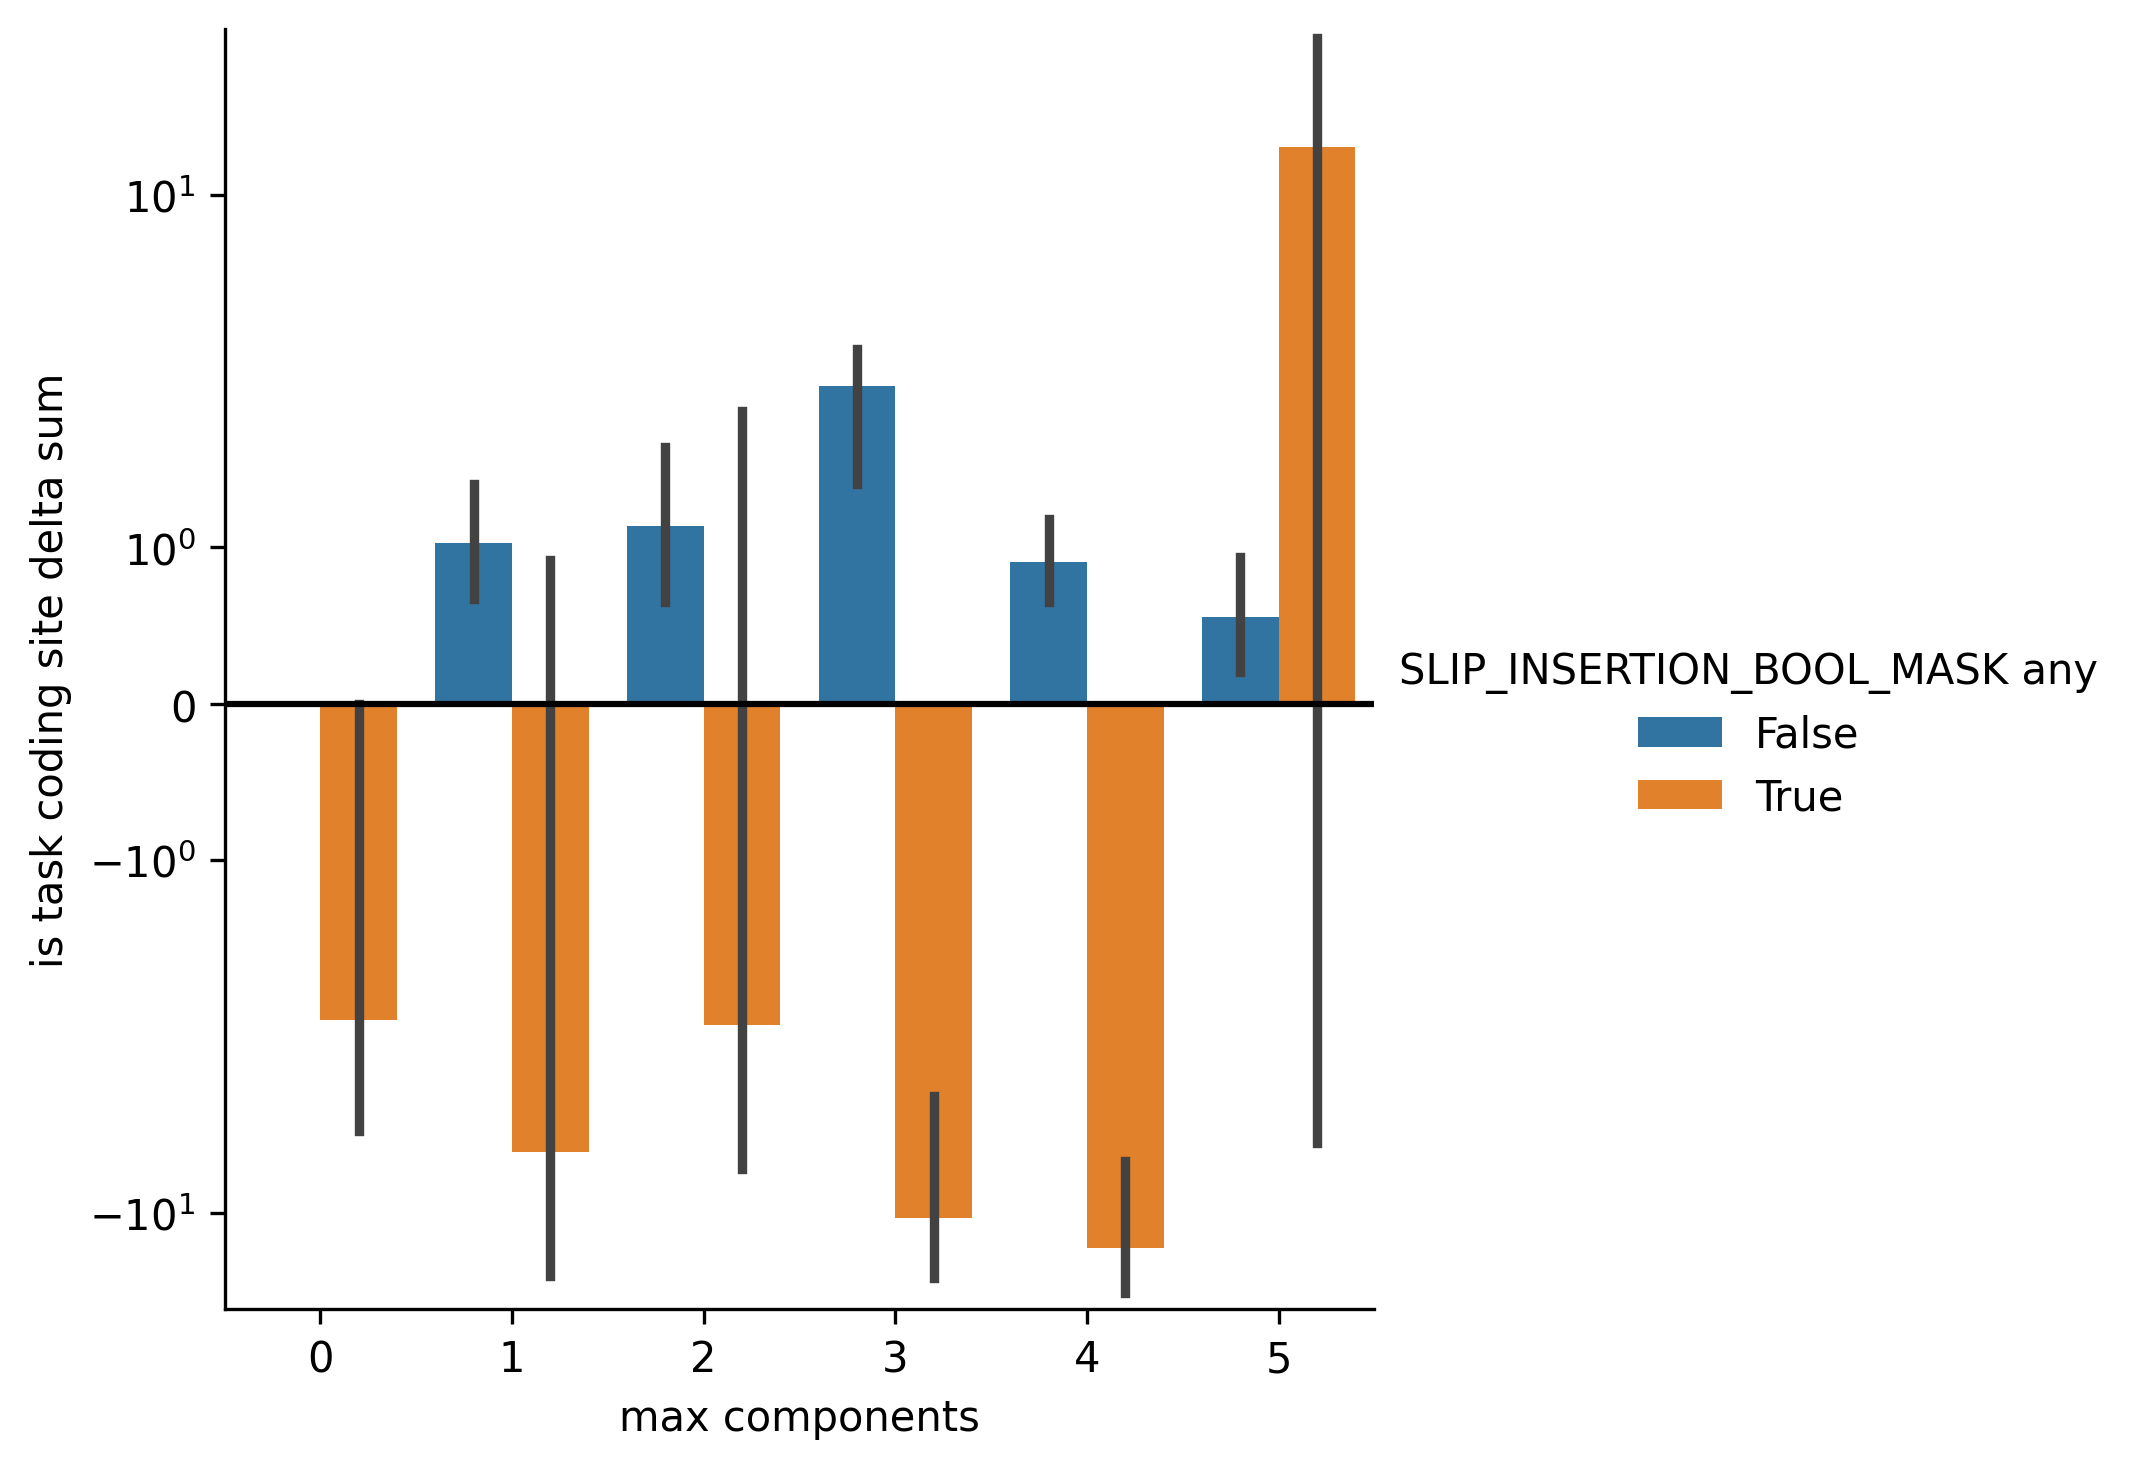 is task coding site delta sum
10¹
10⁰
0
−10⁰
−10¹
0 1 2 3 4 5
max components
SLIP_INSERTION_BOOL_MASK any
False
True